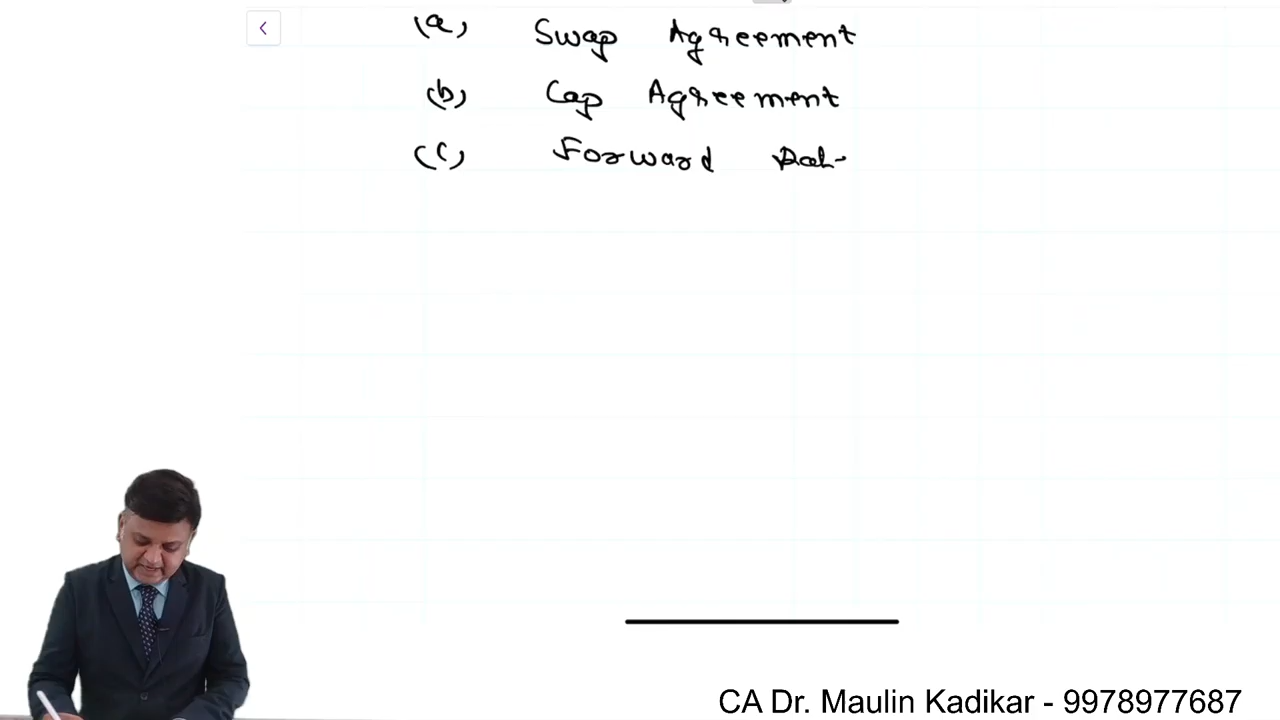 (a) Swap Agreement
(b) Cap Agreement
(c) Forward
CA Dr. Maulin Kadikar - 9978977687